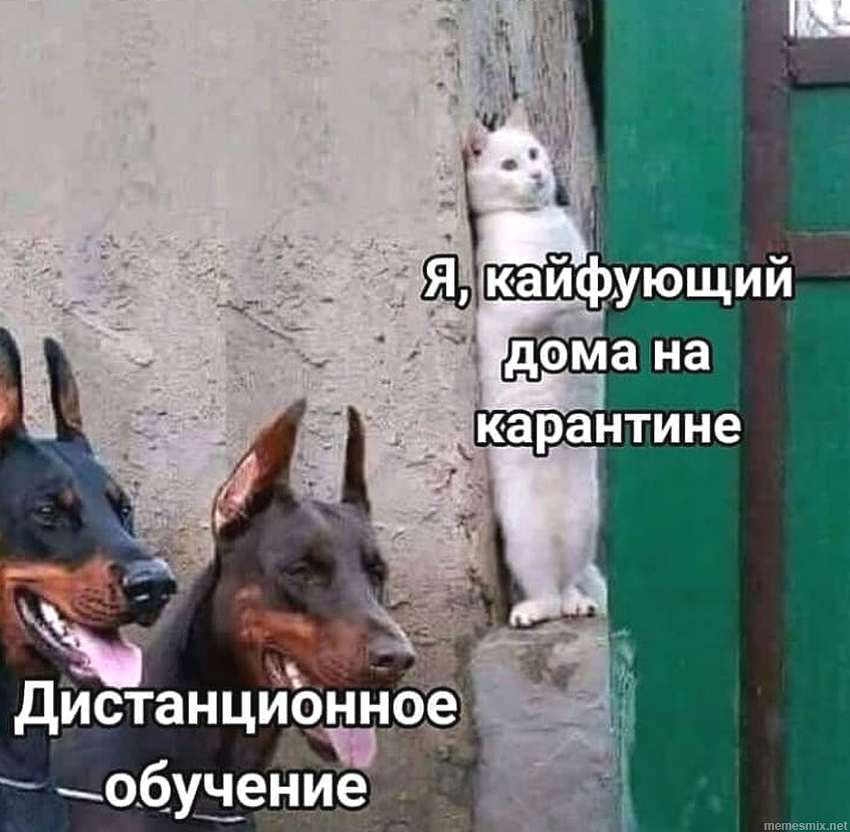 Я, кайфующий
дома на
карантине
Дистанционное
обучение
memesmix.net